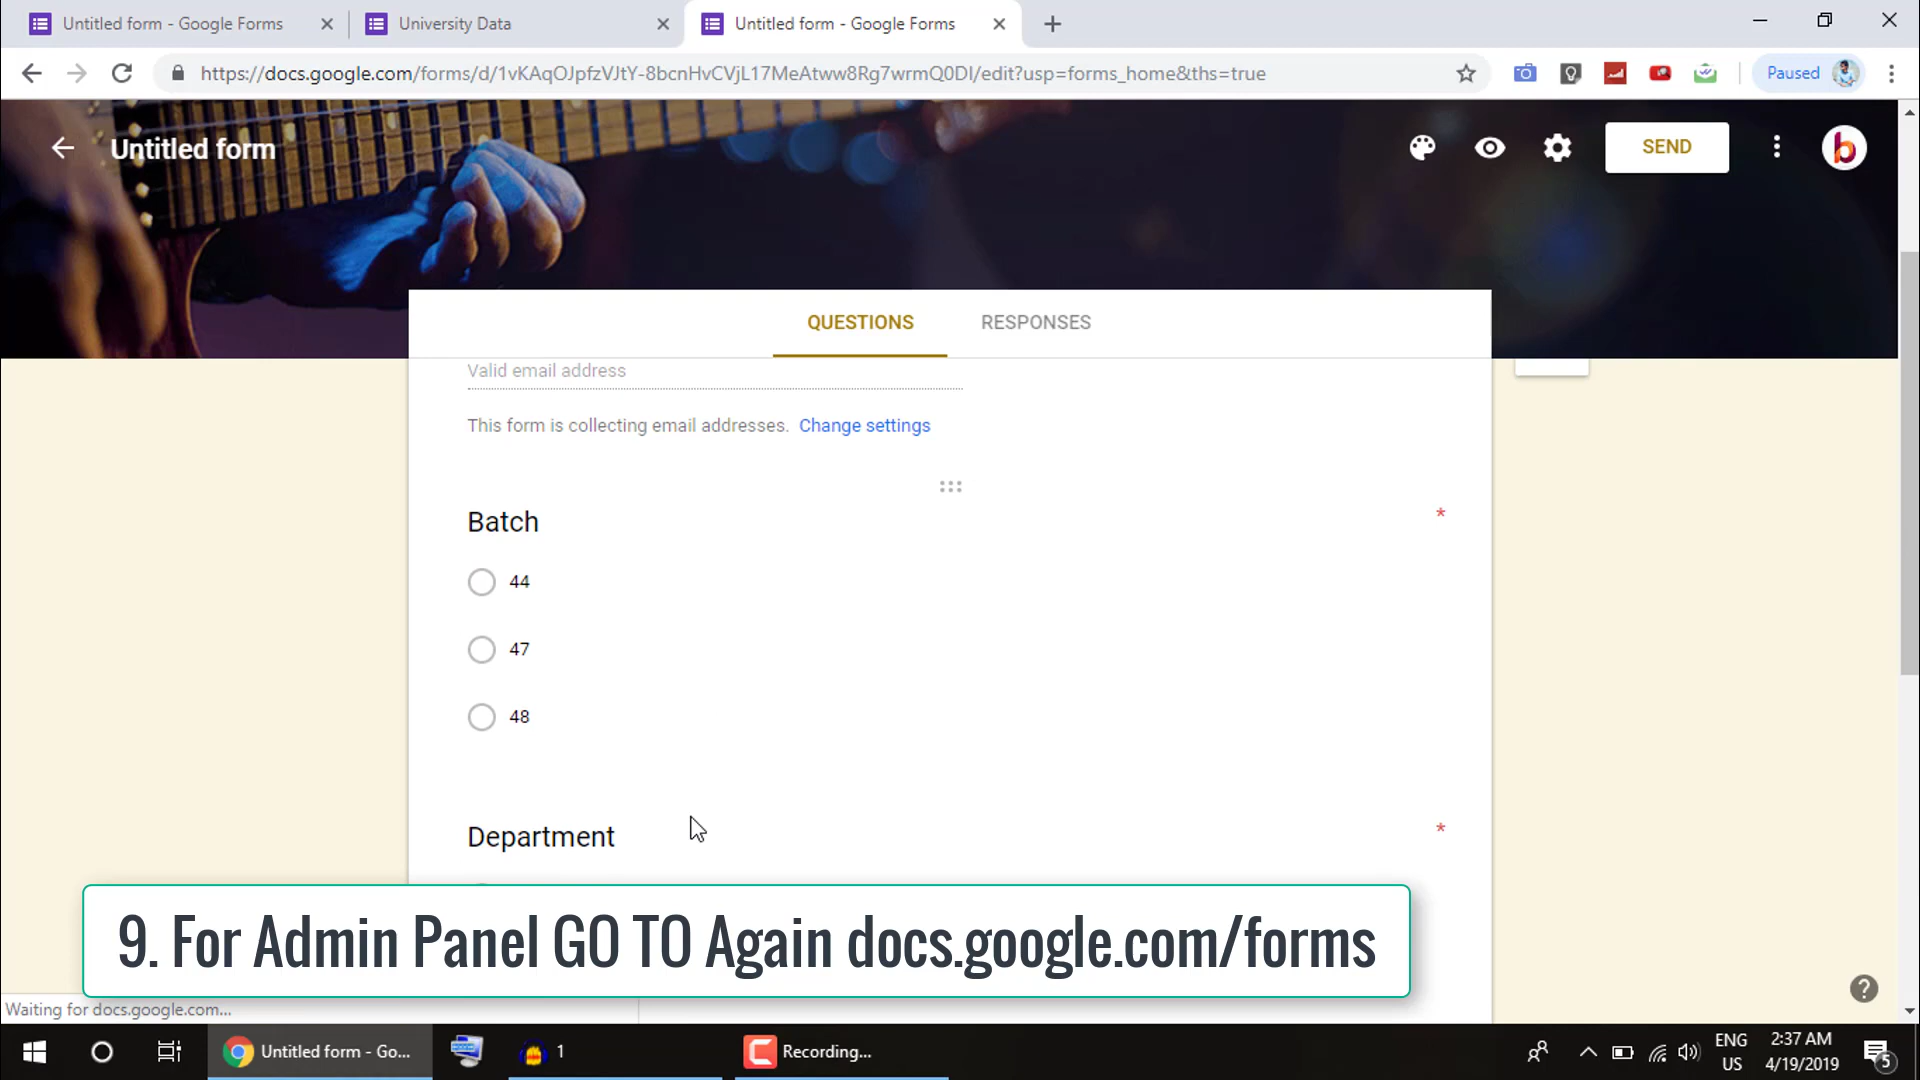 Untitled form - Google Forms
University Data
Untitled form - Google Forms
https://docs.google.com/forms/d/1vKAqOJpfzVJtY-8bcnHvCVjL17MeAtww8Rg7wrmQ0DI/edit?usp=forms_home&ths=true
Paused
Untitled form
SEND
b
QUESTIONS
RESPONSES
Valid email address
This form is collecting email addresses. Change settings
Batch
*
44
47
48
Department
*
9. For Admin Panel GO TO Again docs.google.com/forms
Waiting for docs.google.com...
Untitled form - Go...
1
Recording...
ENG
US
2:37 AM
4/19/2019
5